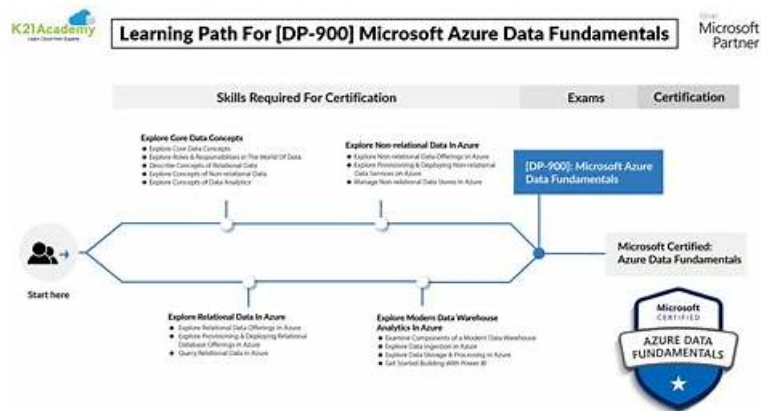 K21Academy
Learn Cloud from Experts
Learning Path For [DP-900] Microsoft Azure Data Fundamentals
Microsoft
Partner
Skills Required For Certification
Exams
Certification
Explore Core Data Concepts
Explore Core Data Concepts
Explore Roles & Responsibilities in The World Of Data
Describe Concepts of Relational Data
Explore Concepts of Non-relational Data
Explore Concepts of Data Analytics
Explore Non-relational Data In Azure
Explore Non-relational Data Offerings in Azure
Explore Provisioning & Deploying Non-relational
Data Services on Azure
Manage Non-relational Data Stores In Azure
[DP-900]: Microsoft Azure
Data Fundamentals
Start here
Microsoft Certified:
Azure Data Fundamentals
Explore Relational Data In Azure
Explore Relational Data Offerings in Azure
Explore Provisioning & Deploying Relational
Database Offerings in Azure
Query Relational Data in Azure
Explore Modern Data Warehouse
Analytics In Azure
Examine Components of a Modern Data Warehouse
Explore Data Ingestion in Azure
Explore Data Storage & Processing in Azure
Get Started Building With Power BI
Microsoft
CERTIFIED
AZURE DATA
FUNDAMENTALS